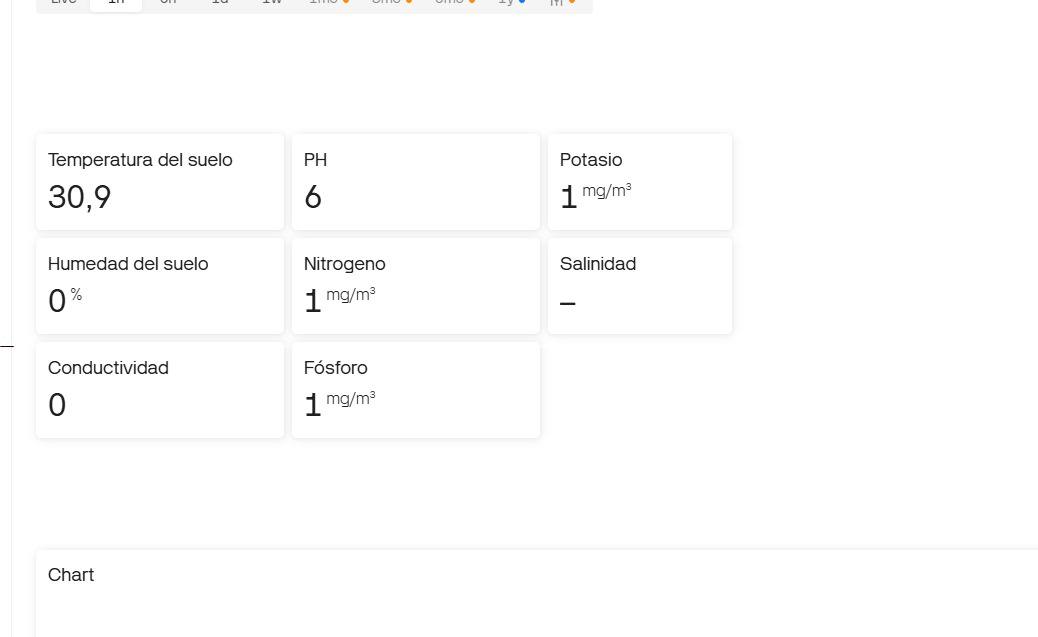 Live 1h 6h 1d 1w 1mo 3mo 6mo 1y
Temperatura del suelo
30,9
PH
6
Potasio
1 mg/m³
Humedad del suelo
0 %
Nitrogeno
1 mg/m³
Salinidad
–
Conductividad
0
Fósforo
1 mg/m³
Chart